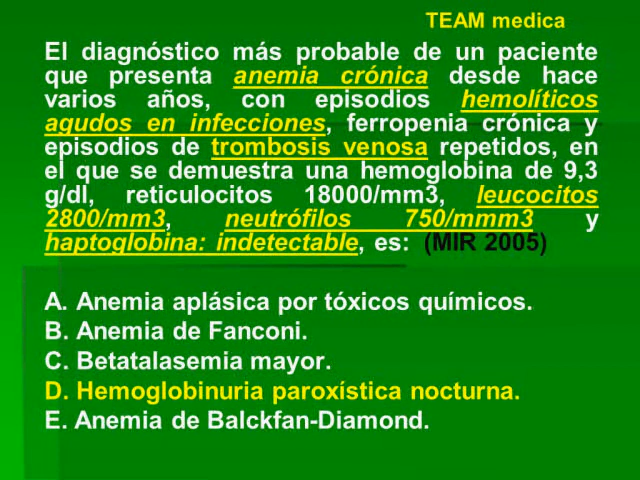 TEAM medica
El diagnóstico más probable de un paciente
que presenta anemia crónica desde hace
varios años, con episodios hemolíticos
agudos en infecciones, ferropenia crónica y
episodios de trombosis venosa repetidos, en
el que se demuestra una hemoglobina de 9,3
g/dl, reticulocitos 18000/mm3, leucocitos
2800/mm3, neutrófilos 750/mmm3 y
haptoglobina: indetectable, es: (MIR 2005)
A. Anemia aplásica por tóxicos químicos.
B. Anemia de Fanconi.
C. Betatalasemia mayor.
D. Hemoglobinuria paroxística nocturna.
E. Anemia de Balckfan-Diamond.